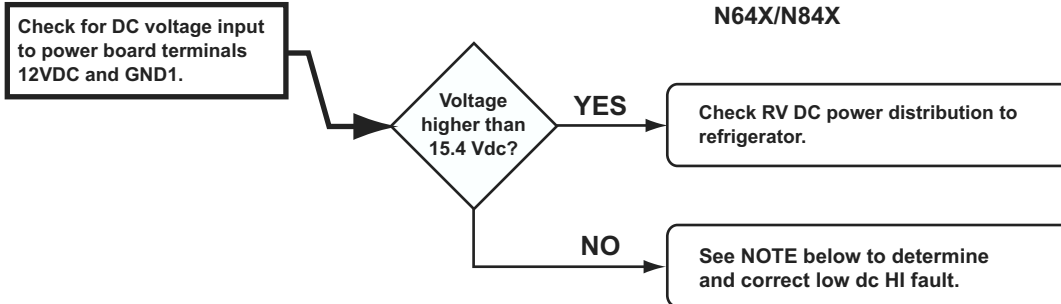 N64X/N84X
Check for DC voltage input
to power board terminals
12VDC and GND1.
Voltage
higher than
15.4 Vdc?
YES
Check RV DC power distribution to
refrigerator.
NO
See NOTE below to determine
and correct low dc HI fault.